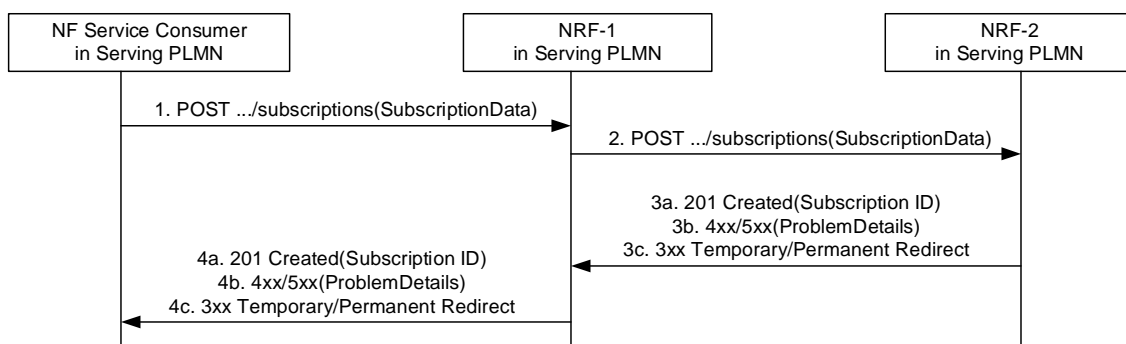 NF Service Consumer
in Serving PLMN
NRF-1
in Serving PLMN
NRF-2
in Serving PLMN
1. POST .../subscriptions(SubscriptionData)
2. POST .../subscriptions(SubscriptionData)
3a. 201 Created(Subscription ID)
3b. 4xx/5xx(ProblemDetails)
3c. 3xx Temporary/Permanent Redirect
4a. 201 Created(Subscription ID)
4b. 4xx/5xx(ProblemDetails)
4c. 3xx Temporary/Permanent Redirect